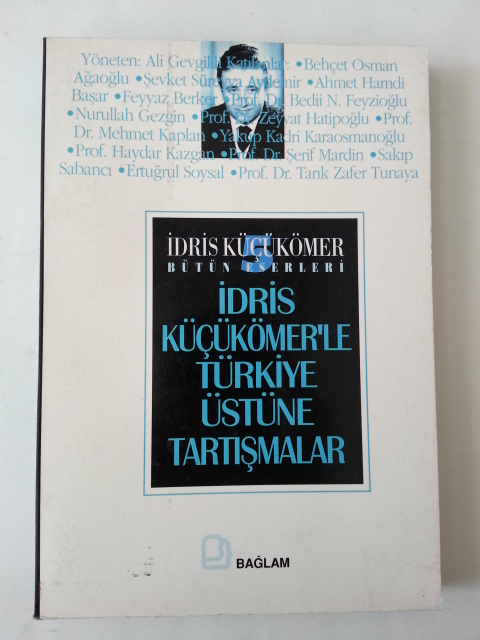 Yöneten: Ali Gevgilili Katılanlar: •Behçet Osman
Ağaoğlu •Şevket Süreyya Aydemir •Ahmet Hamdi
Başar •Feyyaz Berker •Prof. Dr. Bedii N. Feyzioğlu
•Nurullah Gezgin •Prof. Dr. Zeyyat Hatipoğlu •Prof.
Dr. Mehmet Kaplan •Yakup Kadri Karaosmanoğlu
•Prof. Haydar Kazgan •Prof. Dr. Şerif Mardin •Sakıp
Sabancı •Ertuğrul Soysal •Prof. Dr. Tarık Zafer Tunaya
5
İDRİS KÜÇÜKÖMER
BÜTÜN ESERLERİ
İDRİS
KÜÇÜKÖMER'LE
TÜRKİYE
ÜSTÜNE
TARTIŞMALAR
BAĞLAM